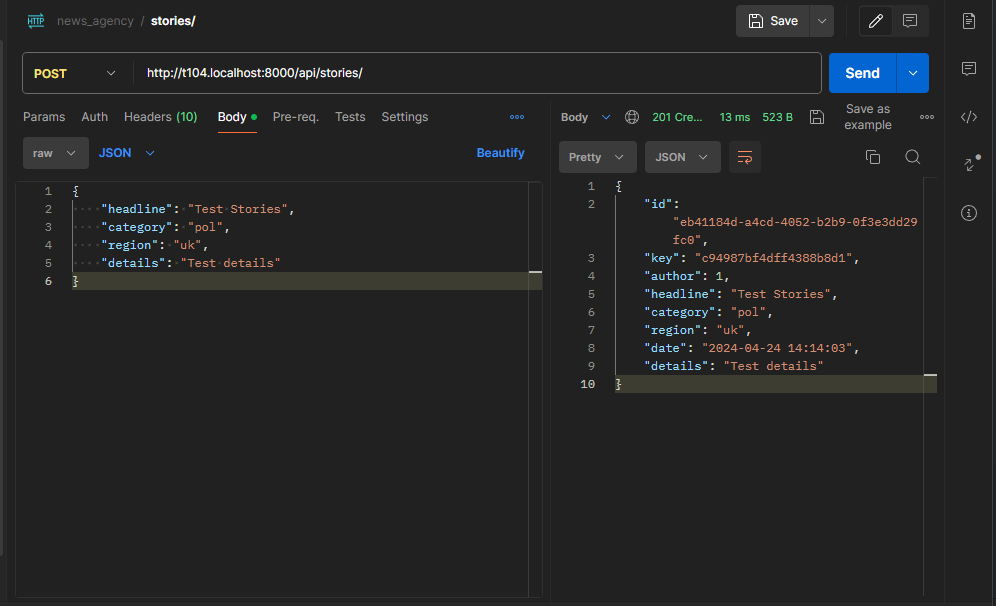 HTTP news_agency / stories/ Save
POST http://t104.localhost:8000/api/stories/ Send
Params Auth Headers (10) Body Pre-req. Tests Settings
raw JSON Beautify
1 {
2 "headline": "Test Stories",
3 "category": "pol",
4 "region": "uk",
5 "details": "Test details"
6 }
Body 201 Cre... 13 ms 523 B Save as
example
Pretty JSON
1 {
2 "id":
"eb41184d-a4cd-4052-b2b9-0f3e3dd29
fc0",
3 "key": "c94987bf4dff4388b8d1",
4 "author": 1,
5 "headline": "Test Stories",
6 "category": "pol",
7 "region": "uk",
8 "date": "2024-04-24 14:14:03",
9 "details": "Test details"
10 }